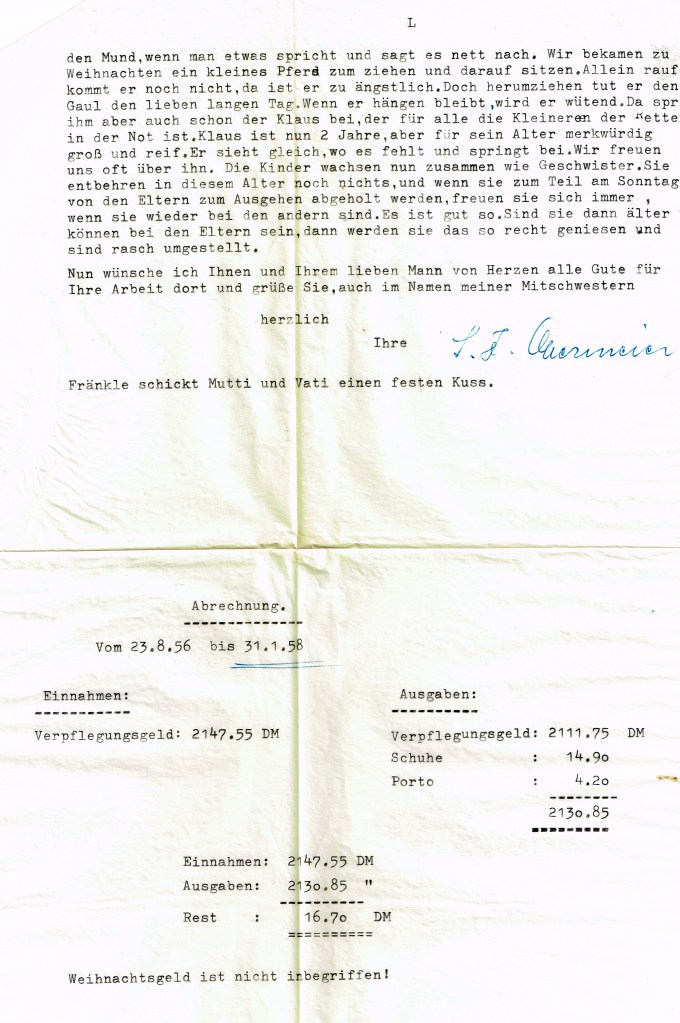 L
den Mund,wenn man etwas spricht und sagt es nett nach. Wir bekamen zu
Weihnachten ein kleines Pferd zum ziehen und darauf sitzen.Allein rauf
kommt er noch nicht,da ist er zu ängstlich.Doch herumziehen tut er den
Gaul den lieben langen Tag.Wenn er hängen bleibt,wird er wütend.Da spr
ihm aber auch schon der Klaus bei,der für alle die Kleineren der Rette
in der Not ist.Klaus ist nun 2 Jahre,aber für sein Alter merkwürdig
groß und reif.Er sieht gleich,wo es fehlt und springt bei.Wir freuen
uns oft über ihn. Die Kinder wachsen nun zusammen wie Geschwister.Sie
entbehren in diesem Alter noch nichts,und wenn sie zum Teil am Sonntag
von den Eltern zum Ausgehen abgeholt werden,freuen sie sich immer ,
wenn sie wieder bei den andern sind.Es ist gut so.Sind sie dann älter
können bei den Eltern sein,dann werden sie das so recht geniesen und
sind rasch umgestellt.
Nun wünsche ich Ihnen und Ihrem lieben Mann von Herzen alle Gute für
Ihre Arbeit dort und grüße Sie,auch im Namen meiner Mitschwestern
herzlich
Ihre S. F. Obermeier
Fränkle schickt Mutti und Vati einen festen Kuss.
Abrechnung.
Vom 23.8.56 bis 31.1.58
Einnahmen: Ausgaben:
Verpflegungsgeld: 2147.55 DM Verpflegungsgeld: 2111.75 DM
Schuhe : 14.90
Porto : 4.20
2130.85
Einnahmen: 2147.55 DM
Ausgaben: 2130.85 "
Rest : 16.70 DM
Weihnachtsgeld ist nicht inbegriffen!